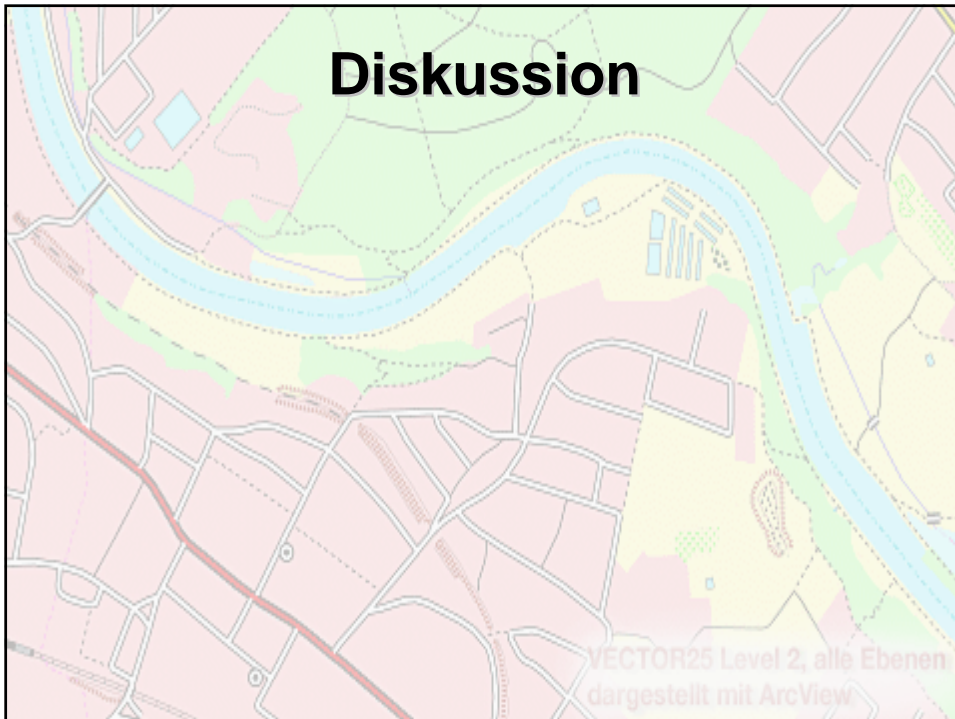 Diskussion
VECTOR25 Level 2, alle Ebenen
dargestellt mit ArcView